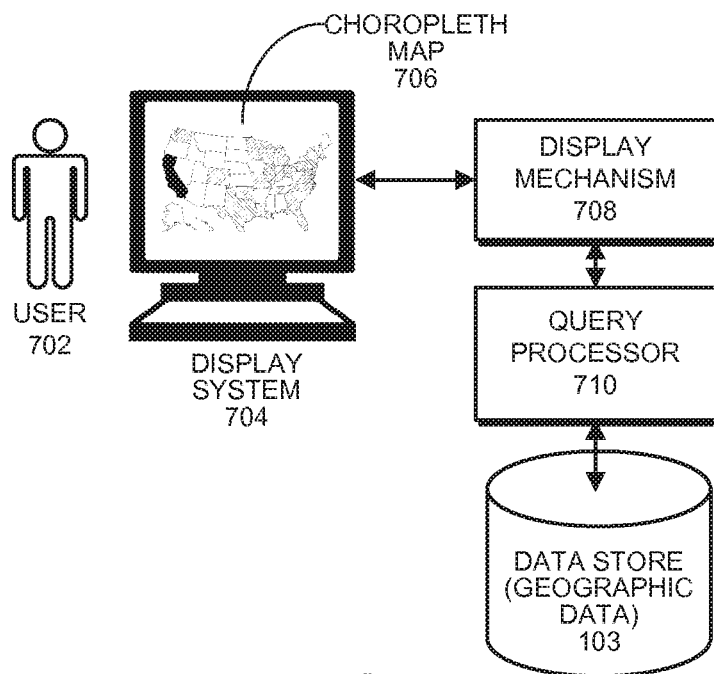 CHOROPLETH
MAP
706
DISPLAY
MECHANISM
708
USER
702
DISPLAY
SYSTEM
704
QUERY
PROCESSOR
710
DATA STORE
(GEOGRAPHIC
DATA)
103